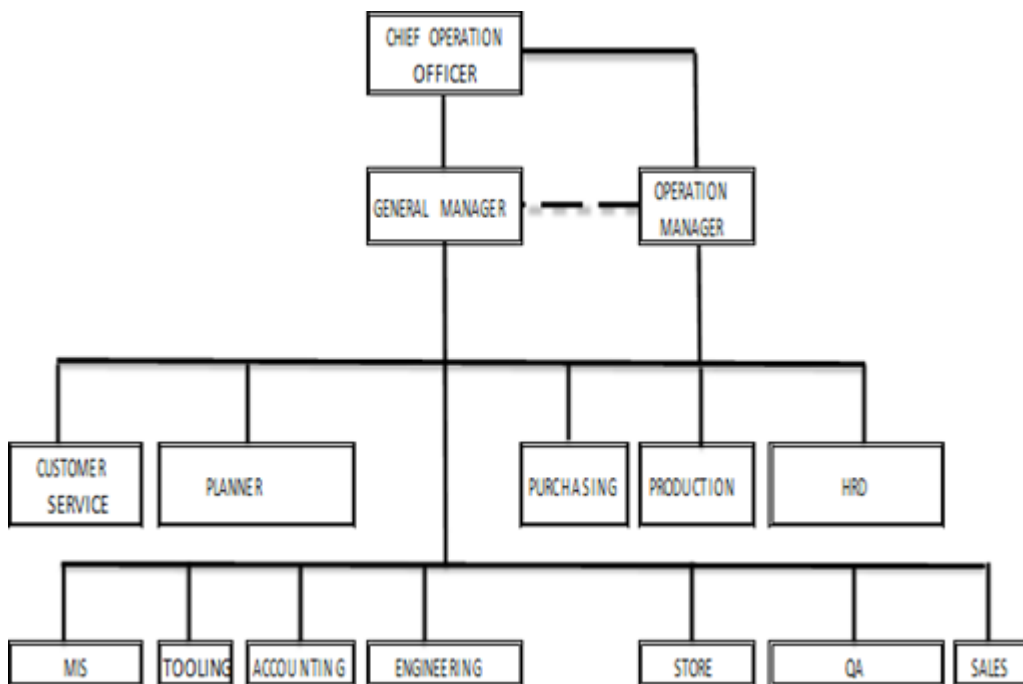 CHIEF OPERATION
OFFICER
GENERAL MANAGER
OPERATION
MANAGER
CUSTOMER
SERVICE
PLANNER
PURCHASING
PRODUCTION
HRD
MIS
TOOLING
ACCOUNTING
ENGINEERING
STORE
QA
SALES